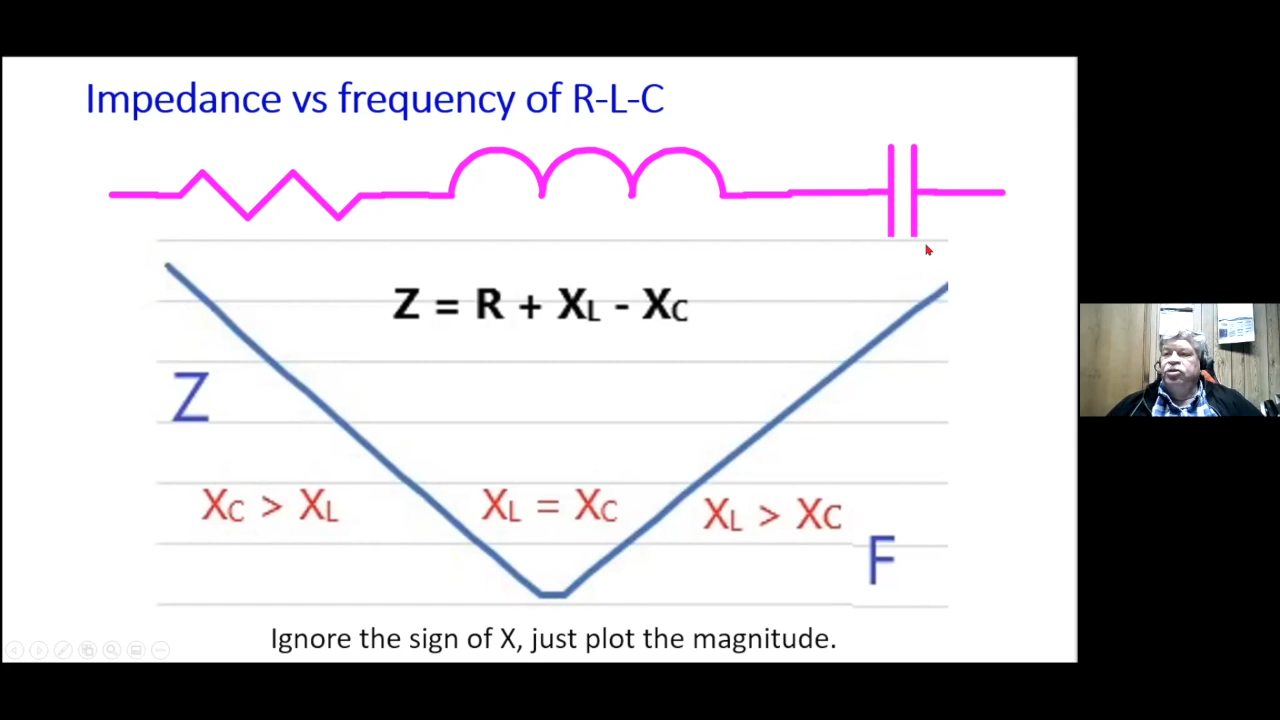 Impedance vs frequency of R-L-C
Z = R + XL - XC
Z
XC > XL
XL = XC
XL > XC
F
Ignore the sign of X, just plot the magnitude.